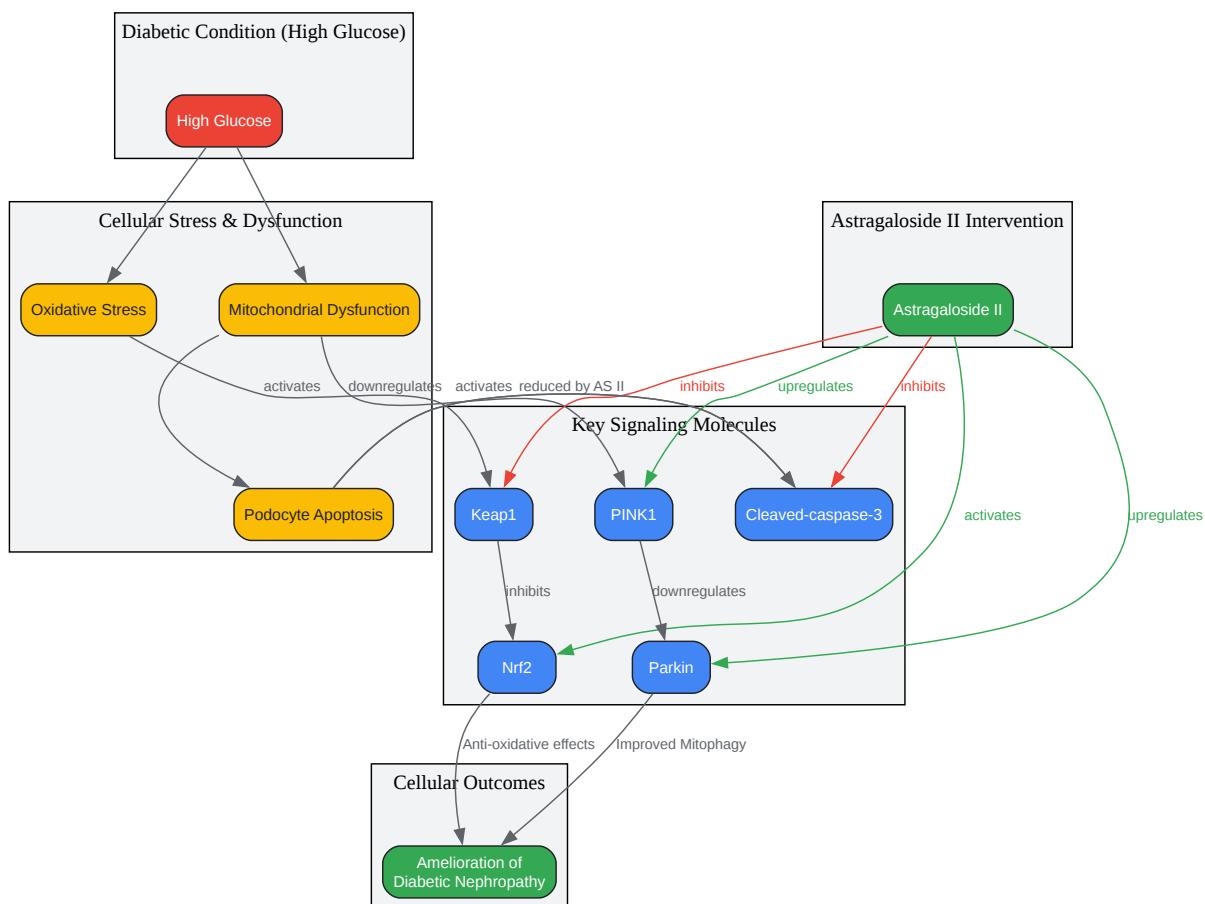 Diabetic Condition (High Glucose)
High Glucose
Cellular Stress & Dysfunction
Astragaloside II Intervention
Oxidative Stress
Mitochondrial Dysfunction
Astragaloside II
activates
downregulates
activates
reduced by AS II
inhibits
upregulates
inhibits
Key Signaling Molecules
Podocyte Apoptosis
Keap1
PINK1
Cleaved-caspase-3
activates
upregulates
inhibits
downregulates
Nrf2
Parkin
Anti-oxidative effects
Improved Mitophagy
Cellular Outcomes
Amelioration of
Diabetic Nephropathy